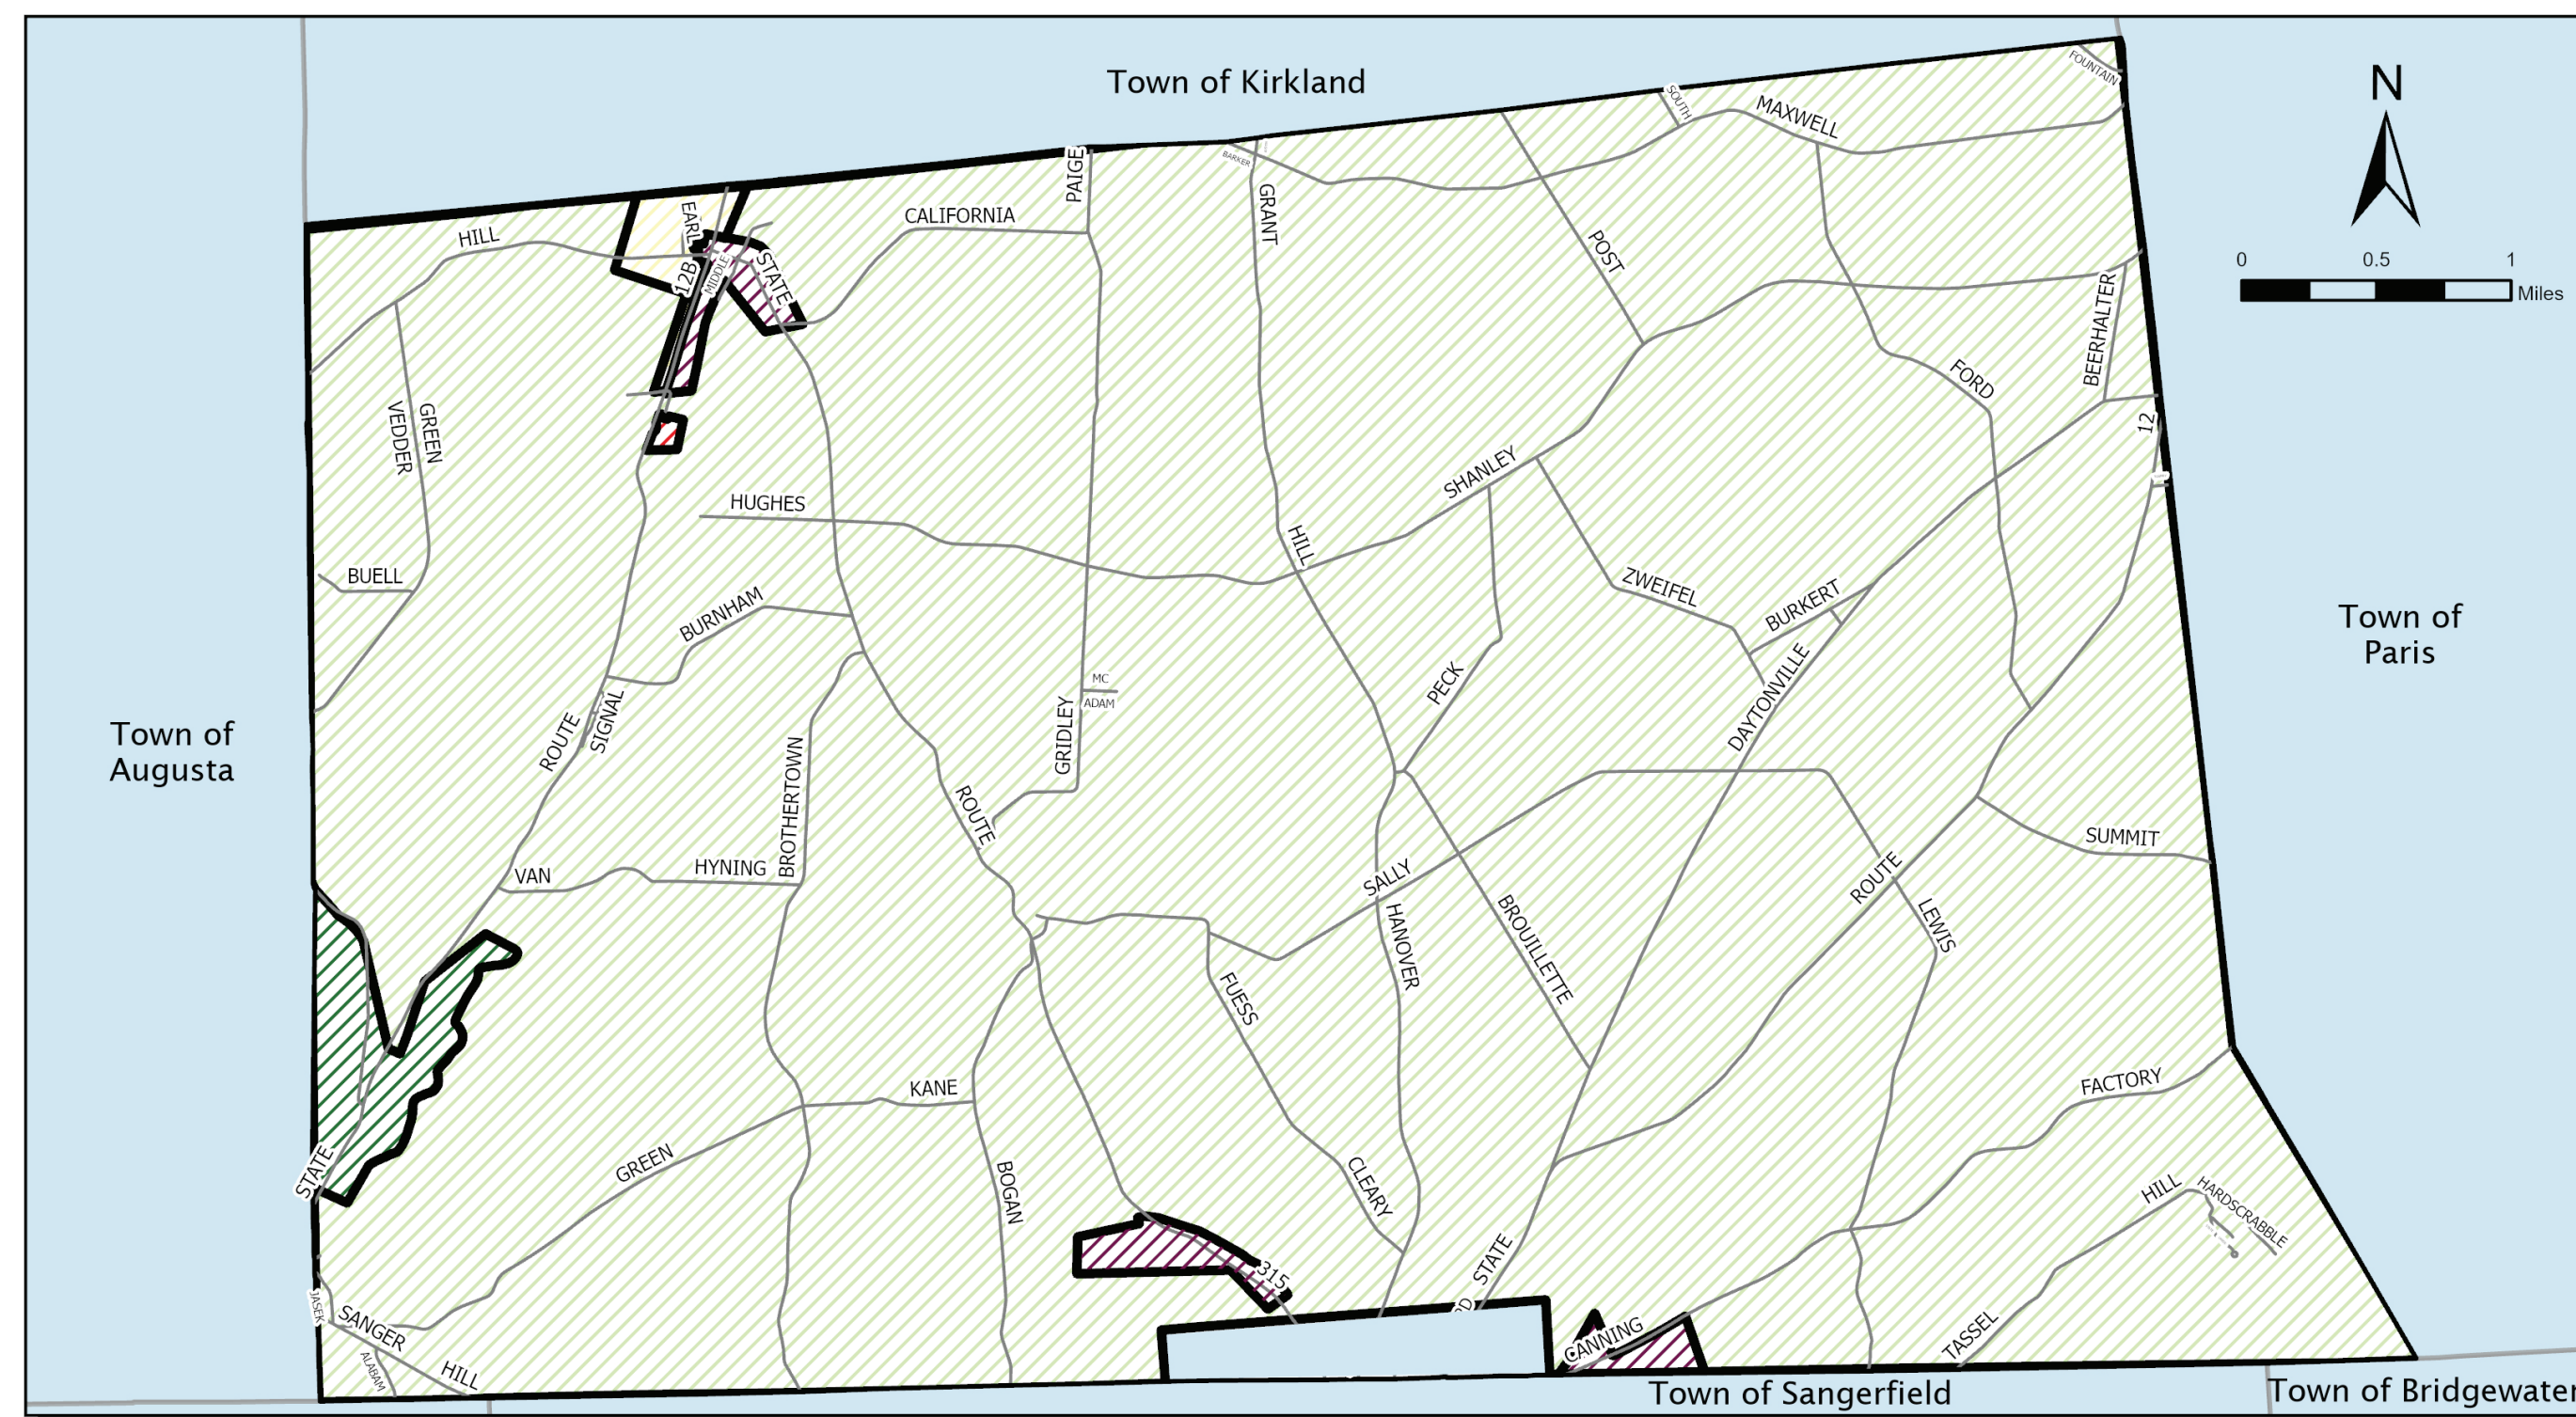 Town of Kirkland
FOUNTAIN
N
SOUTH
MAXWELL
BARKER
PAIGE
GRANT
EARL
CALIFORNIA
HILL
12B
MIDDLE
STATE
POST
0 0.5 1
Miles
BEERHALTER
FORD
12
VEDDER
GREEN
SHANLEY
HUGHES
HILL
BUELL
BURNHAM
ZWEIFEL
BURKERT
Town of
Paris
PECK
MC
ADAM
DAYTONVILLE
ROUTE
SIGNAL
GRIDLEY
Town of
Augusta
BROTHERTOWN
ROUTE
SUMMIT
VAN
HYNING
SALLY
ROUTE
HANOVER
BROUILLETTE
LEWIS
FUESS
KANE
FACTORY
GREEN
STATE
BOGAN
CLEARY
HILL
HARDSCRABBLE
STATE
315
JASEK
SANGER
HILL
ALABAM
CANNING
TASSEL
Town of Sangerfield
Town of Bridgewater